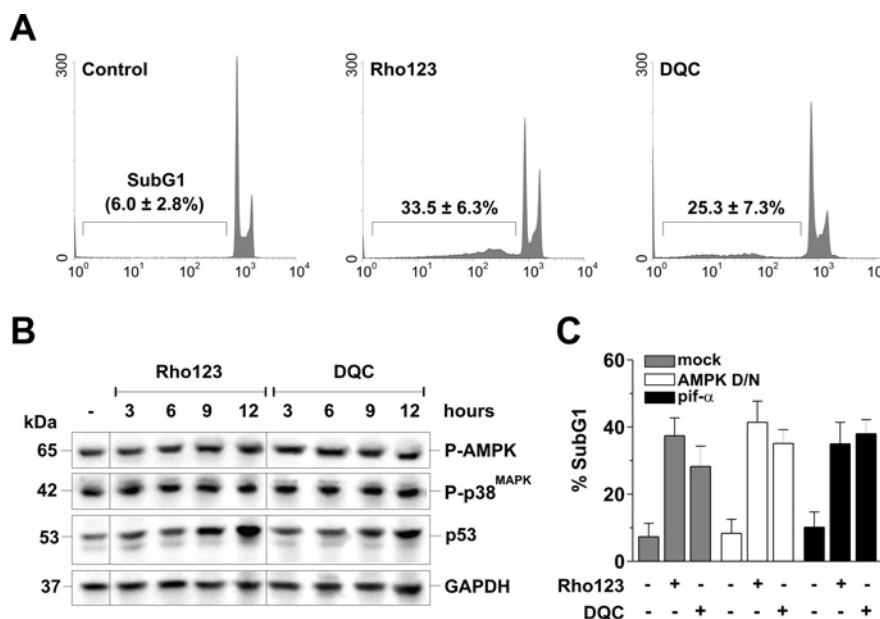 A
300
Control
SubG1
(6.0 ± 2.8%)
0
10⁰ 10¹ 10² 10³ 10⁴
300
Rho123
33.5 ± 6.3%
0
10⁰ 10¹ 10² 10³ 10⁴
300
DQC
25.3 ± 7.3%
0
10⁰ 10¹ 10² 10³
B
Rho123 DQC
kDa - 3 6 9 12 3 6 9 12 hours
65 P-AMPK
42 P-p38ᴹᴬᴾᴷ
53 p53
37 GAPDH
C
% SubG1
60
40
20
0
mock
AMPK D/N
pif-α
Rho123 - + - - + - - + -
DQC - - + - - + - - +